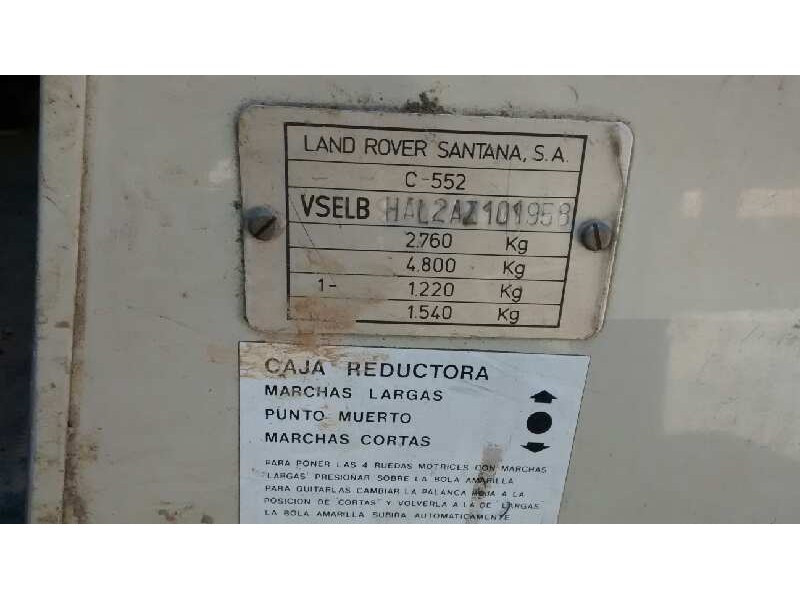 LAND ROVER SANTANA, S.A.
C-552
VSELB HAL2AZ101958
2.760 Kg
4.800 Kg
1- 1.220 Kg
1.540 Kg
CAJA REDUCTORA
MARCHAS LARGAS
PUNTO MUERTO
MARCHAS CORTAS
PARA PONER LAS 4 RUEDAS MOTRICES CON MARCHAS
"LARGAS" PRESIONAR SOBRE LA BOLA AMARILLA
PARA QUITARLAS CAMBIAR LA PALANCA ROJA A LA
POSICION DE "CORTAS" Y VOLVERLA A LA DE LARGAS
LA BOLA AMARILLA SUBIRA AUTOMATICAMENTE